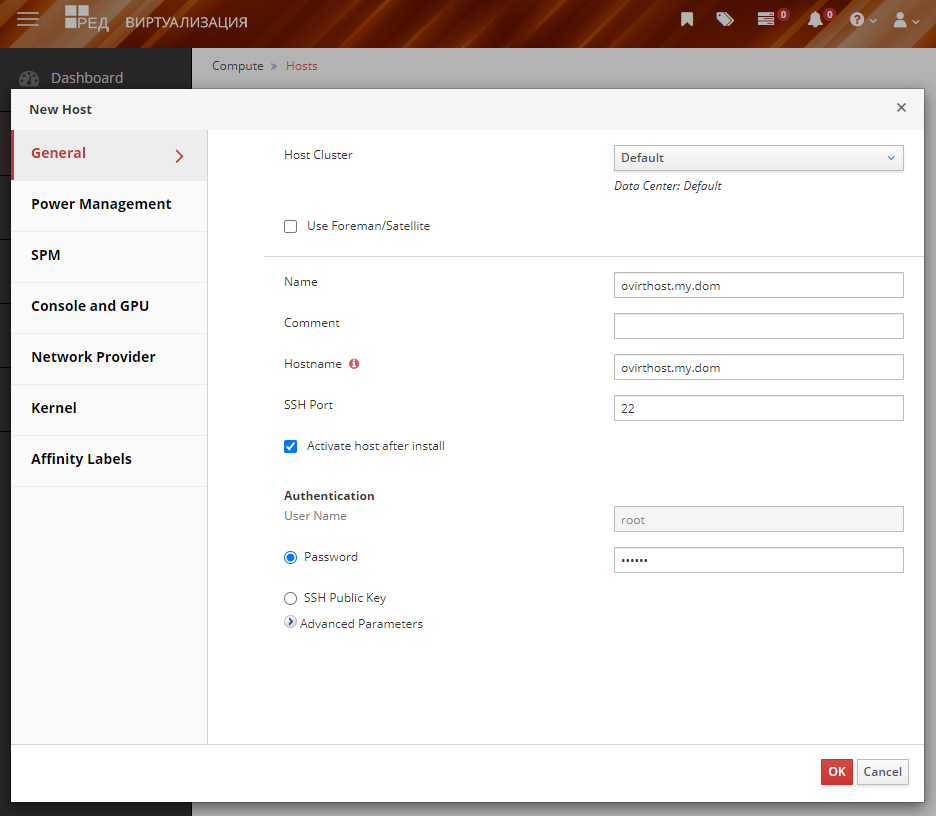 РЕД ВИРТУАЛИЗАЦИЯ 0 0 ?
Dashboard
Compute » Hosts
New Host ×
General
Power Management
SPM
Console and GPU
Network Provider
Kernel
Affinity Labels
Host Cluster Default
Data Center: Default
Use Foreman/Satellite
Name ovirthost.my.dom
Comment
Hostname ovirthost.my.dom
SSH Port 22
Activate host after install
Authentication
User Name root
Password ••••••
SSH Public Key
Advanced Parameters
OK Cancel